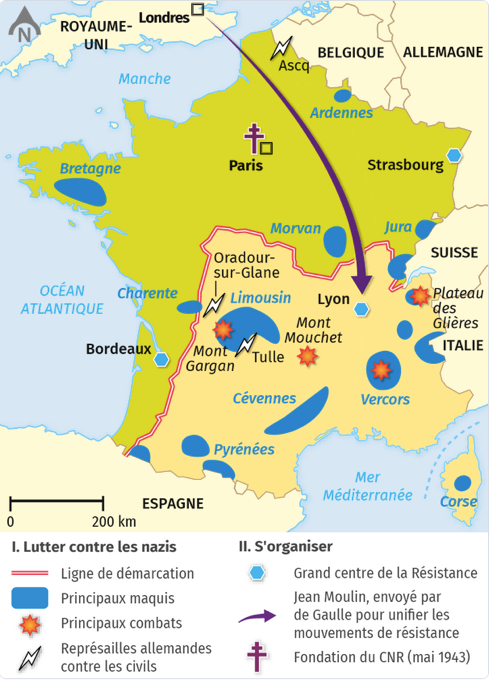 N
Londres
ROYAUME-
UNI
BELGIQUE
ALLEMAGNE
Ascq
Manche
Ardennes
Paris
Strasbourg
Bretagne
Morvan
Jura
SUISSE
Oradour-
sur-Glane
OCÉAN
ATLANTIQUE
Charente
Limousin
Lyon
Plateau
des
Glières
Mont
Mouchet
Bordeaux
Mont
Gargan
Tulle
ITALIE
Cévennes
Vercors
Pyrénées
Mer
Méditerranée
Corse
ESPAGNE
0 200 km
I. Lutter contre les nazis
Ligne de démarcation
Principaux maquis
Principaux combats
Représailles allemandes
contre les civils
II. S'organiser
Grand centre de la Résistance
Jean Moulin, envoyé par
de Gaulle pour unifier les
mouvements de résistance
Fondation du CNR (mai 1943)